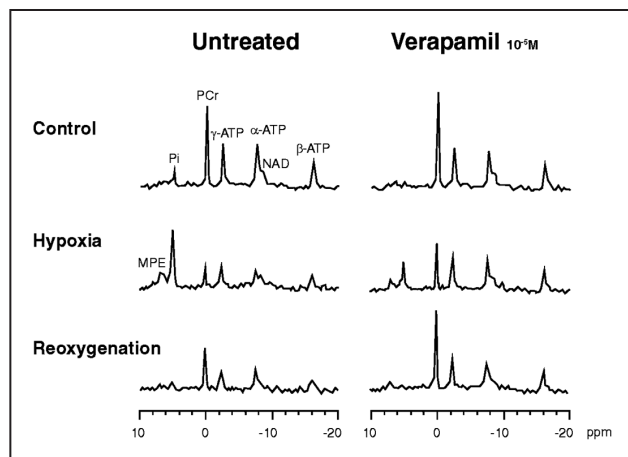 Untreated
Verapamil 10⁻⁵M
Control
PCr
γ-ATP
α-ATP
NAD
β-ATP
Pi
Hypoxia
MPE
Reoxygenation
10 0 -10 -20
10 0 -10 -20 ppm